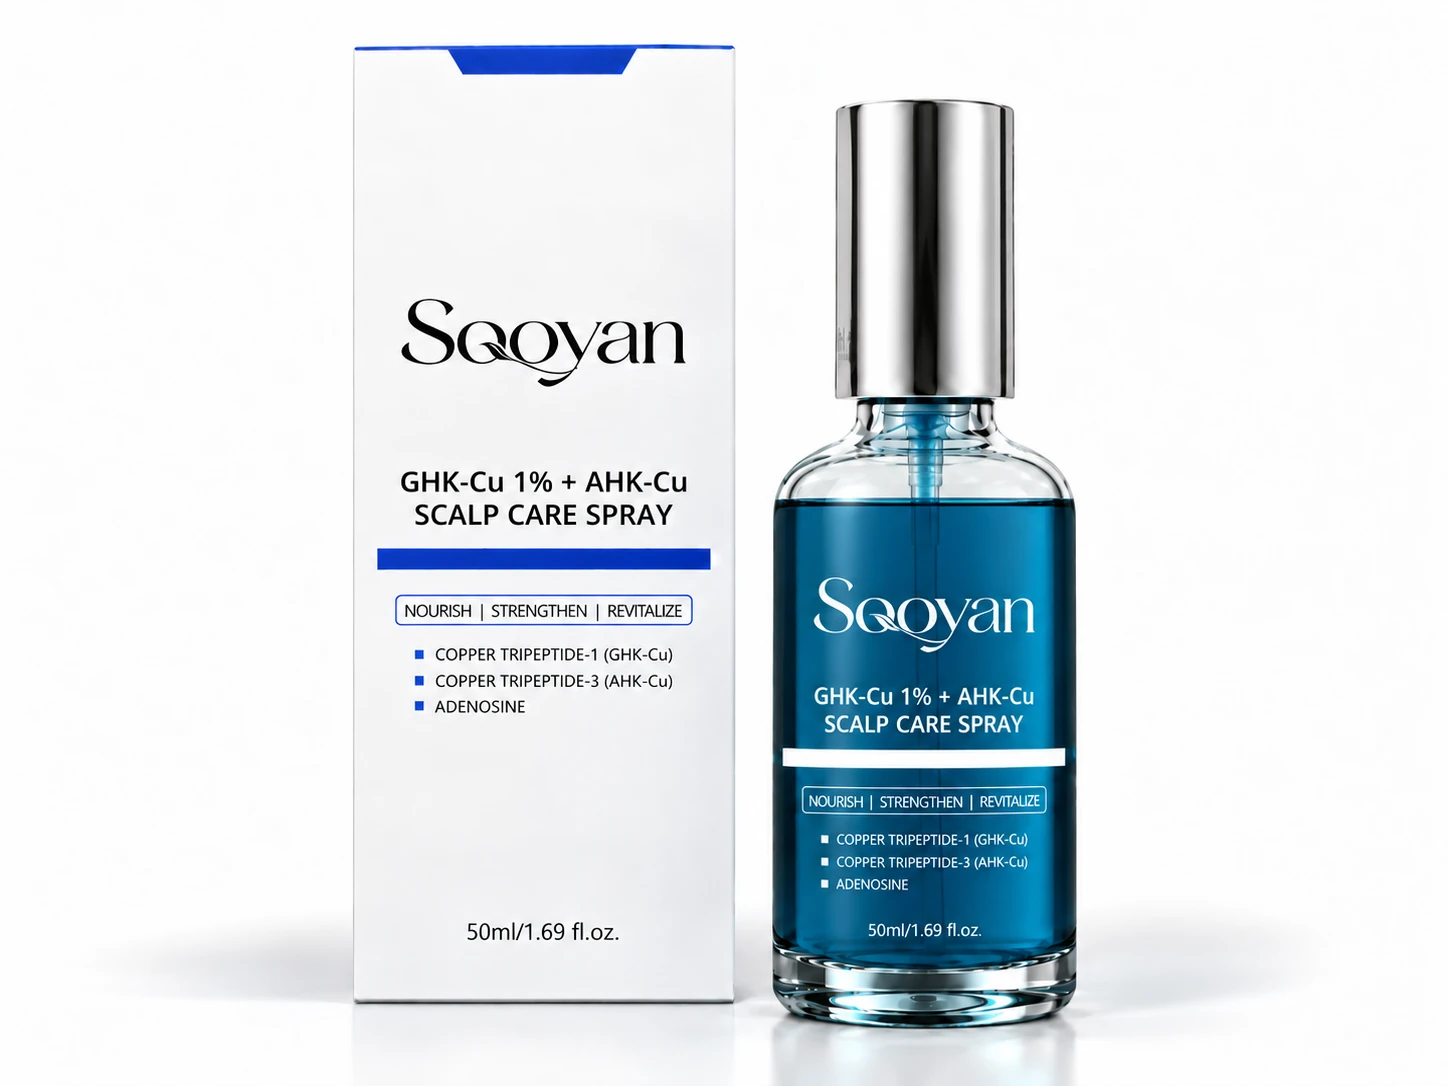 Sqoyan
GHK-Cu 1% + AHK-Cu
SCALP CARE SPRAY
NOURISH | STRENGTHEN | REVITALIZE
COPPER TRIPEPTIDE-1 (GHK-Cu)
COPPER TRIPEPTIDE-3 (AHK-Cu)
ADENOSINE
50ml/1.69 fl.oz.
Sqoyan
GHK-Cu 1% + AHK-Cu
SCALP CARE SPRAY
NOURISH | STRENGTHEN | REVITALIZE
COPPER TRIPEPTIDE-1 (GHK-Cu)
COPPER TRIPEPTIDE-3 (AHK-Cu)
ADENOSINE
50ml/1.69 fl.oz.